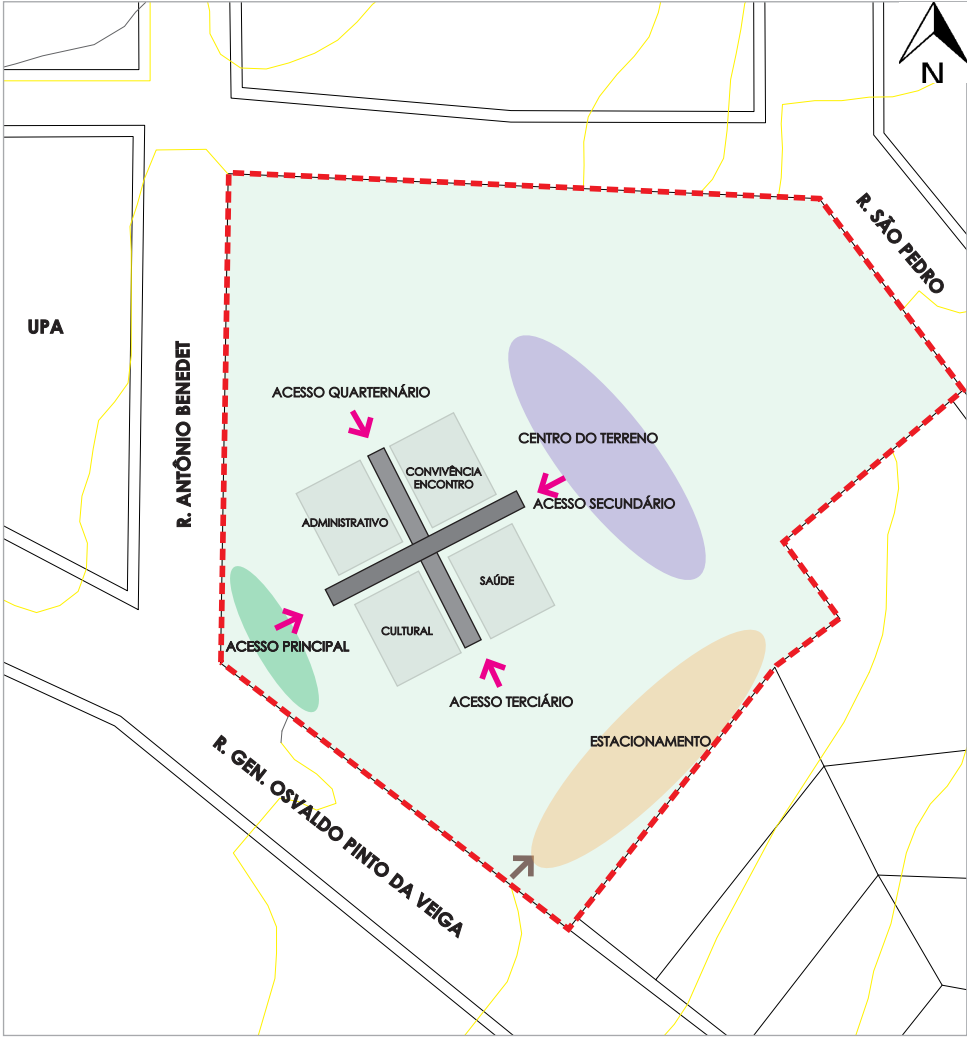 N
R. SÃO PEDRO
UPA
R. ANTÔNIO BENEDET
ACESSO QUARTERNÁRIO
CENTRO DO TERRENO
CONVIVÊNCIA
ENCONTRO
ACESSO SECUNDÁRIO
ADMINISTRATIVO
SAÚDE
CULTURAL
ACESSO PRINCIPAL
ACESSO TERCIÁRIO
ESTACIONAMENTO
R. GEN. OSVALDO PINTO DA VEIGA